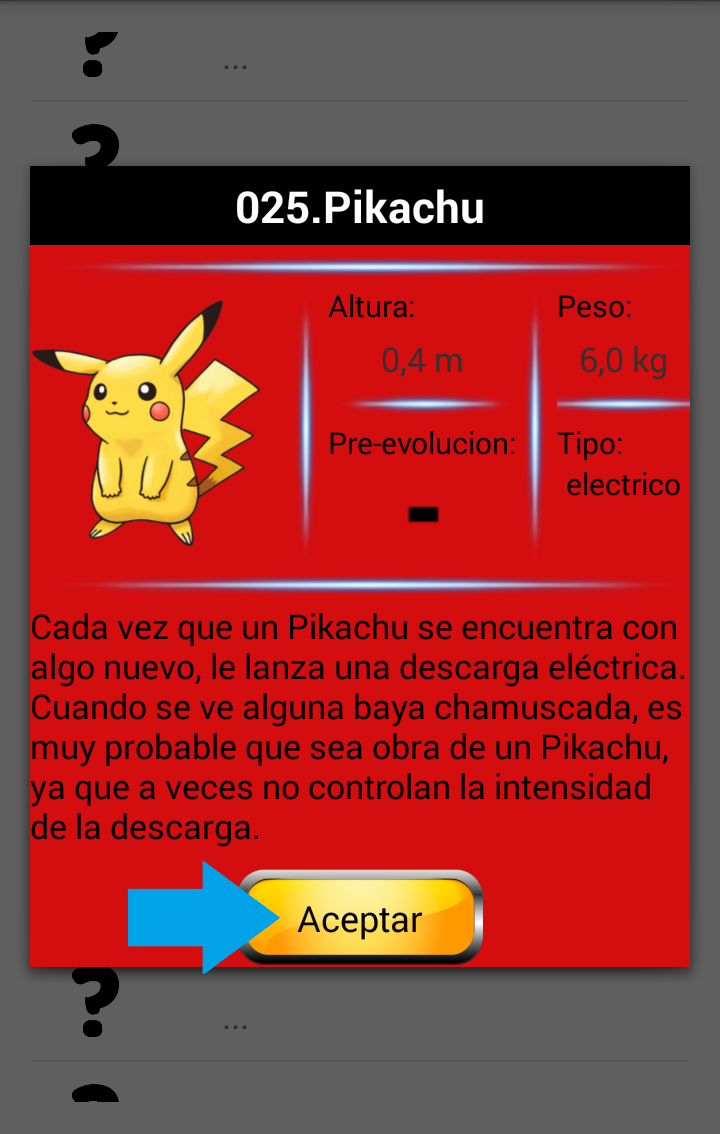 ...
025.Pikachu
Altura:
0,4 m
Peso:
6,0 kg
Pre-evolucion:
-
Tipo:
electrico
Cada vez que un Pikachu se encuentra con
algo nuevo, le lanza una descarga eléctrica.
Cuando se ve alguna baya chamuscada, es
muy probable que sea obra de un Pikachu,
ya que a veces no controlan la intensidad
de la descarga.
Aceptar
?
...